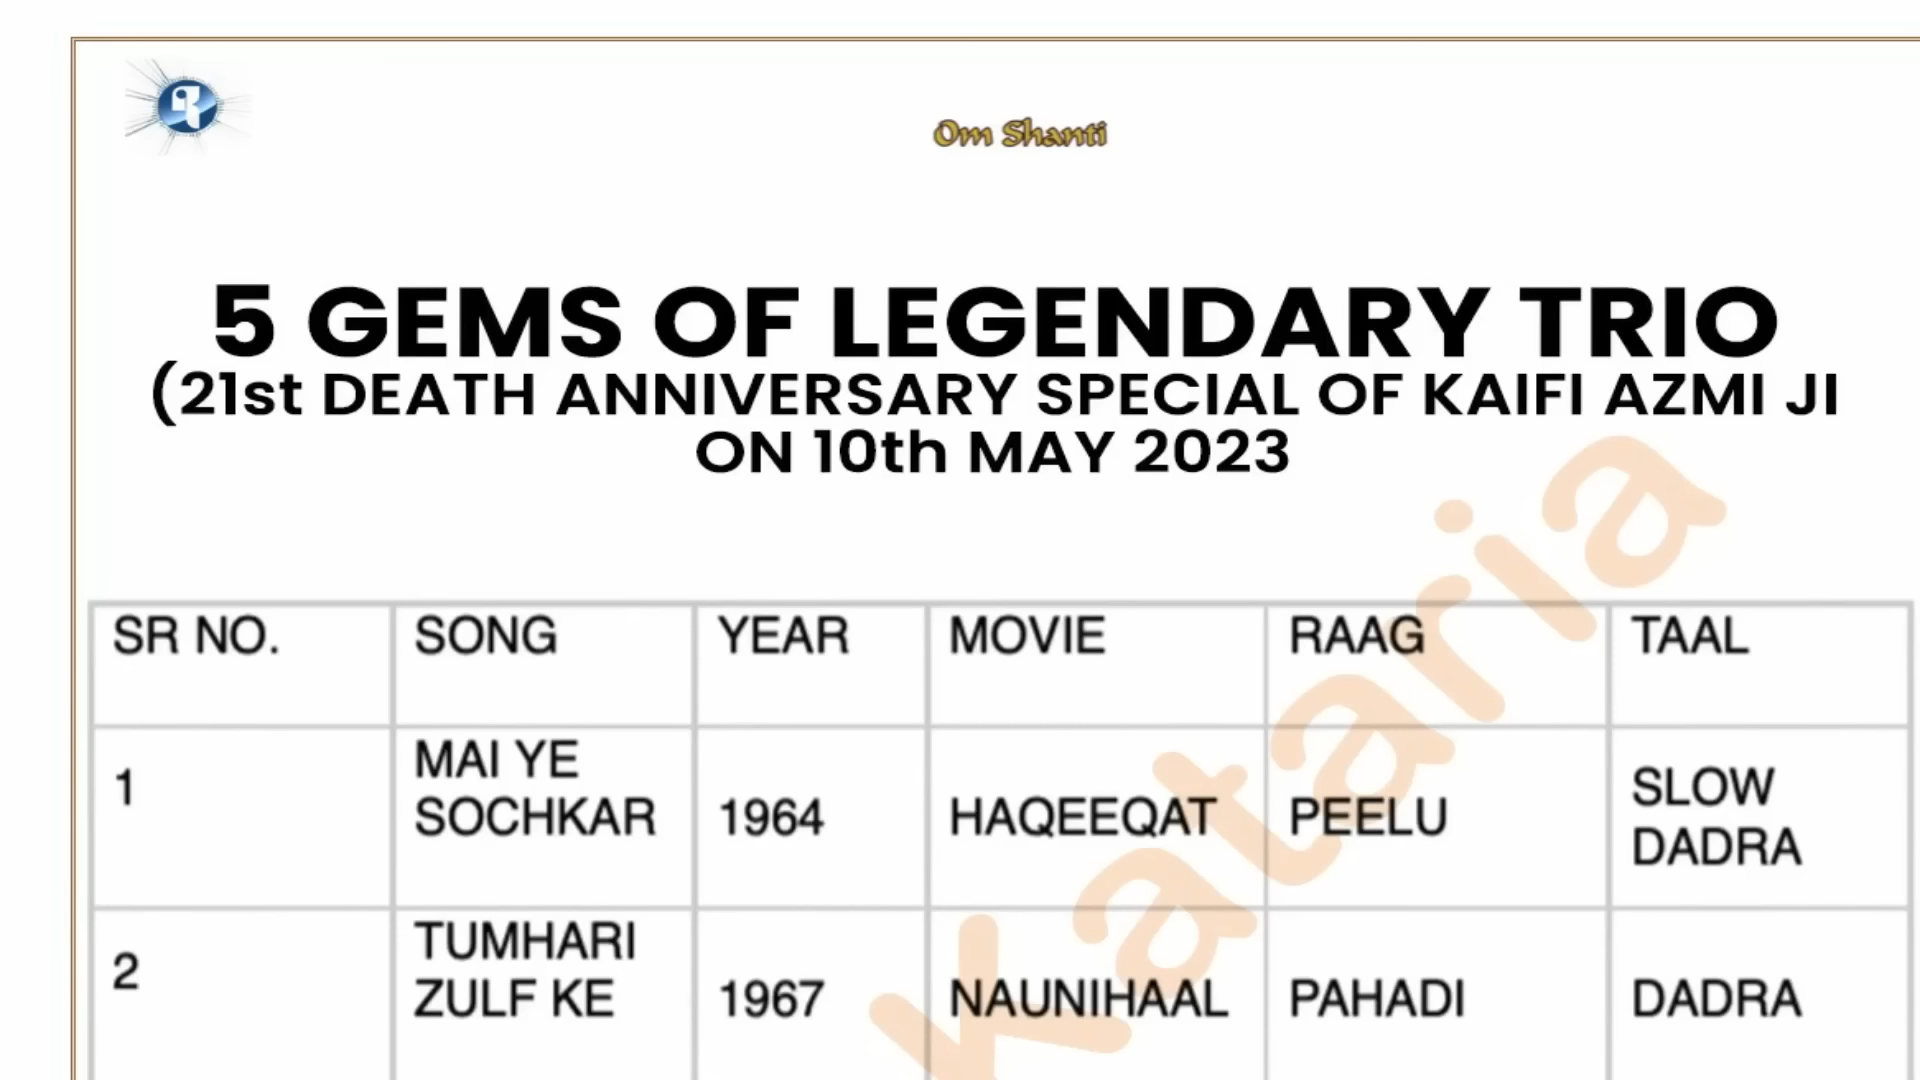 Om Shanti
5 GEMS OF LEGENDARY TRIO
(21st DEATH ANNIVERSARY SPECIAL OF KAIFI AZMI JI
ON 10th MAY 2023
SR NO. SONG YEAR MOVIE RAAG TAAL
1 MAI YE SOCHKAR 1964 HAQEEQAT PEELU SLOW DADRA
2 TUMHARI ZULF KE 1967 NAUNIHAAL PAHADI DADRA
Kataria